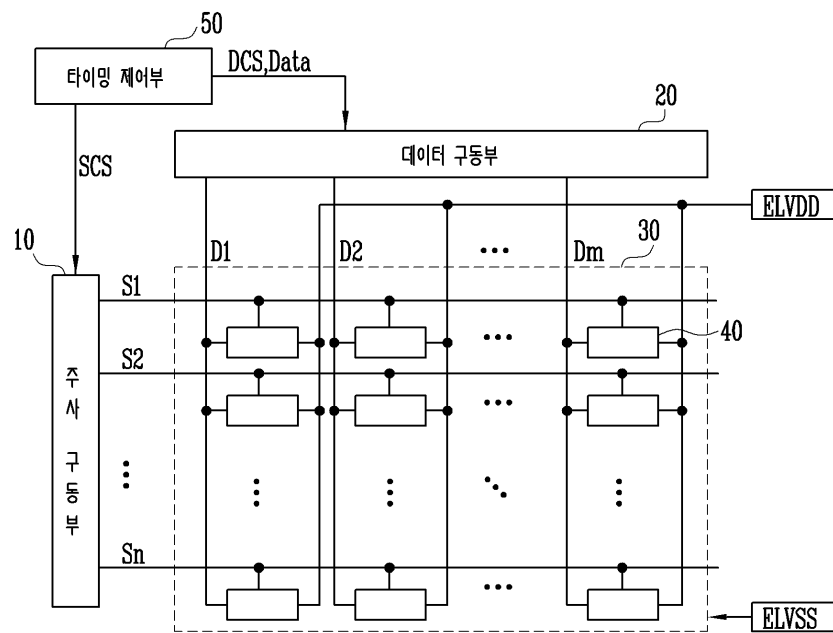 50
타이밍 제어부
DCS,Data
20
데이터 구동부
SCS
ELVDD
10
D1
D2
Dm
30
S1
40
S2
주사 구동부
Sn
ELVSS